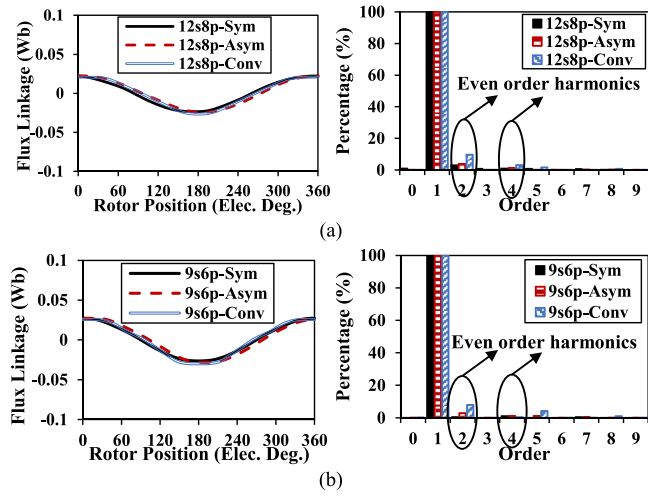 0.1
0.05
0
-0.05
-0.1
Flux Linkage (Wb)
12s8p-Sym
12s8p-Asym
12s8p-Conv
0 60 120 180 240 300 360
Rotor Position (Elec. Deg.)
100
80
60
40
20
0
Percentage (%)
12s8p-Sym
12s8p-Asym
12s8p-Conv
Even order harmonics
0 1 2 3 4 5 6 7 8 9
Order
(a)
0.1
0.05
0
-0.05
-0.1
Flux Linkage (Wb)
9s6p-Sym
9s6p-Asym
9s6p-Conv
0 60 120 180 240 300 360
Rotor Position (Elec. Deg.)
100
80
60
40
20
0
Percentage (%)
9s6p-Sym
9s6p-Asym
9s6p-Conv
Even order harmonics
0 1 2 3 4 5 6 7 8 9
Order
(b)